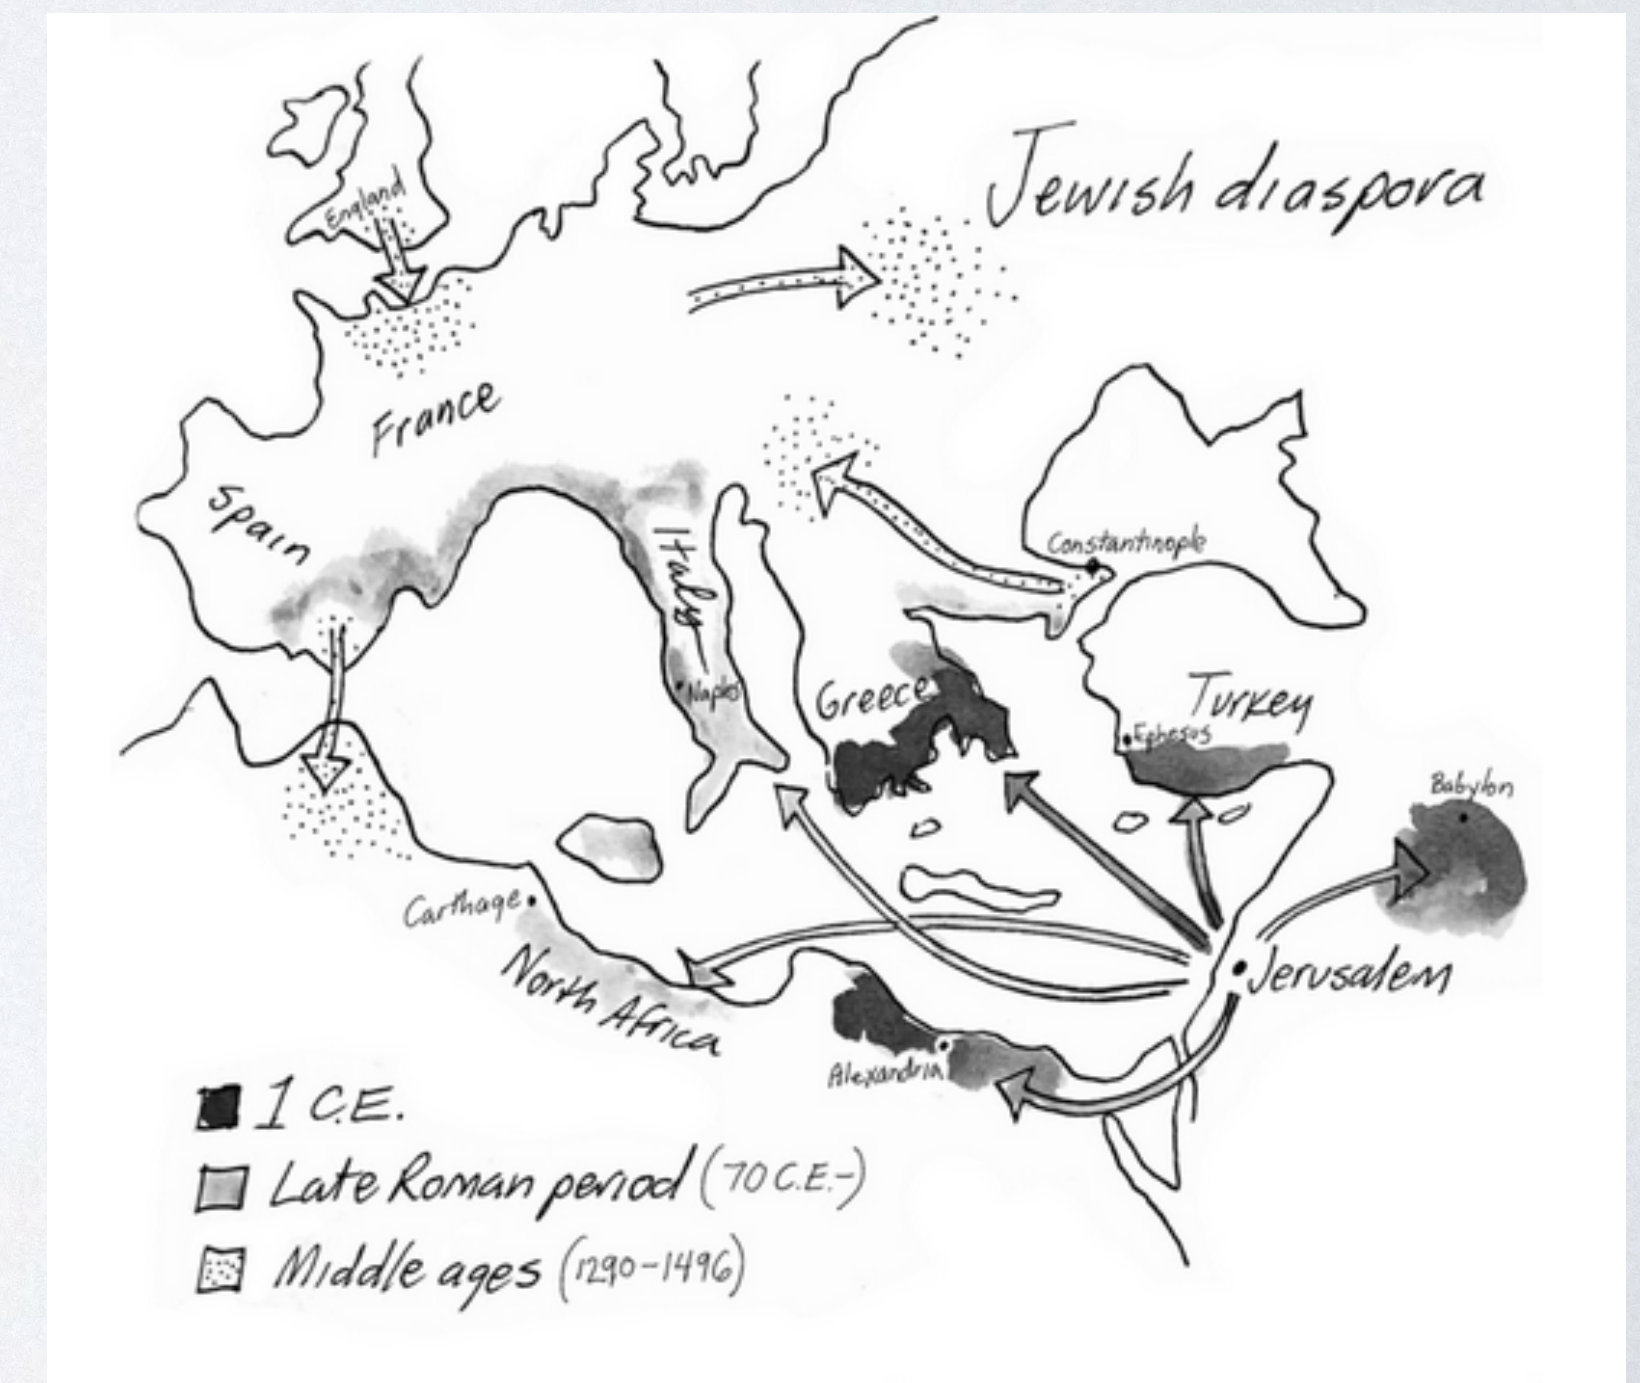 Jewish diaspora
England
France
Spain
Italy
Constantinople
Naples
Greece
Turkey
Ephesus
Babylon
Carthage
North Africa
Jerusalem
Alexandria
1 C.E.
Late Roman period (70 C.E.-)
Middle ages (1290-1496)